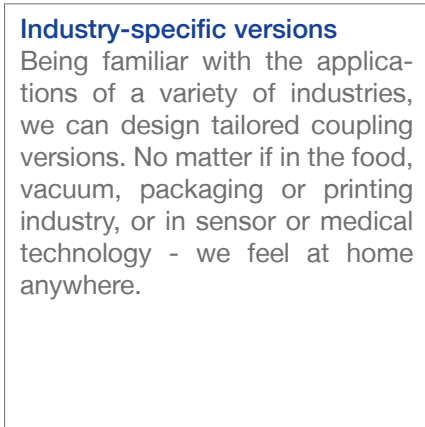 Industry-specific versions
Being familiar with the applica-
tions of a variety of industries,
we can design tailored coupling
versions. No matter if in the food,
vacuum, packaging or printing
industry, or in sensor or medical
technology - we feel at home
anywhere.